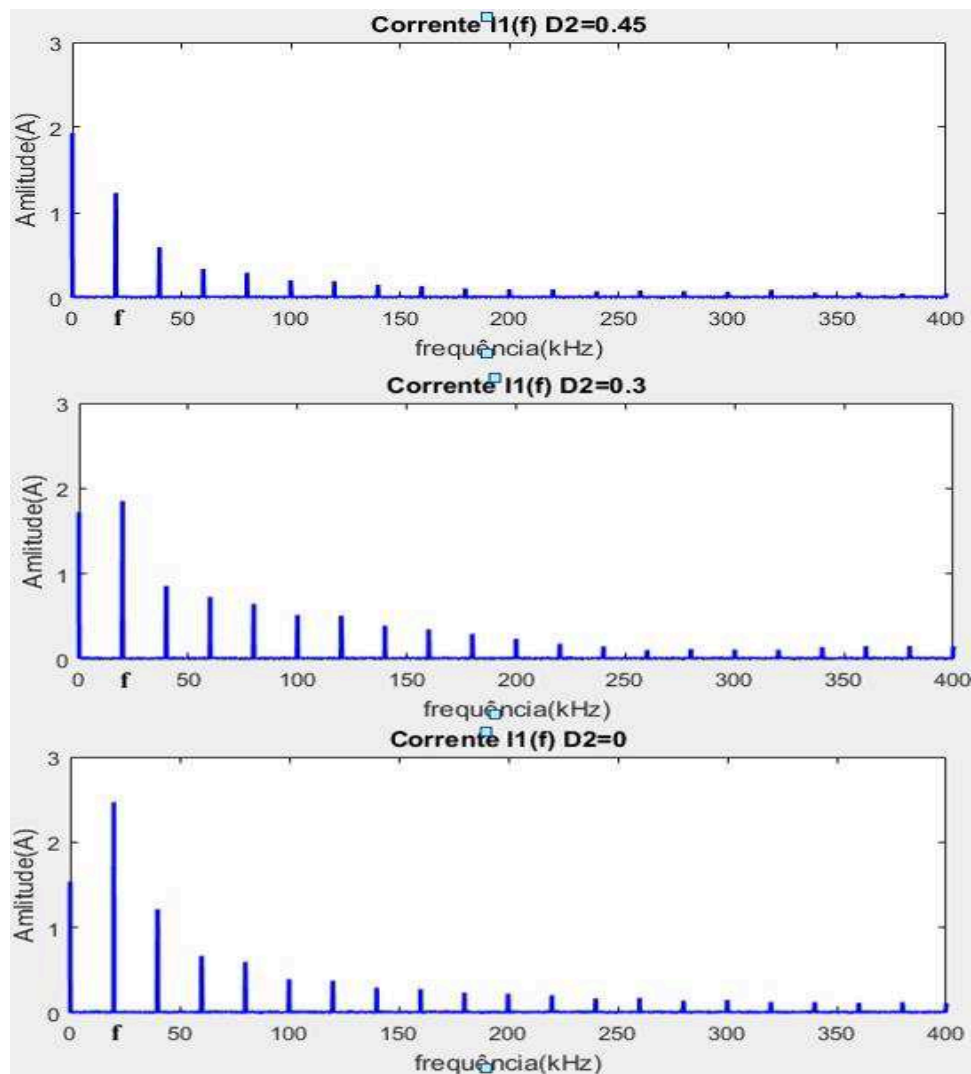 Corrente I1(f) D2=0.45
Amlitude(A)
3
2
1
0
0 50 100 150 200 250 300 350 400
f
frequência(kHz)
Corrente I1(f) D2=0.3
Amlitude(A)
3
2
1
0
0 50 100 150 200 250 300 350 400
f
frequência(kHz)
Corrente I1(f) D2=0
Amlitude(A)
3
2
1
0
0 50 100 150 200 250 300 350 400
f
frequência(kHz)